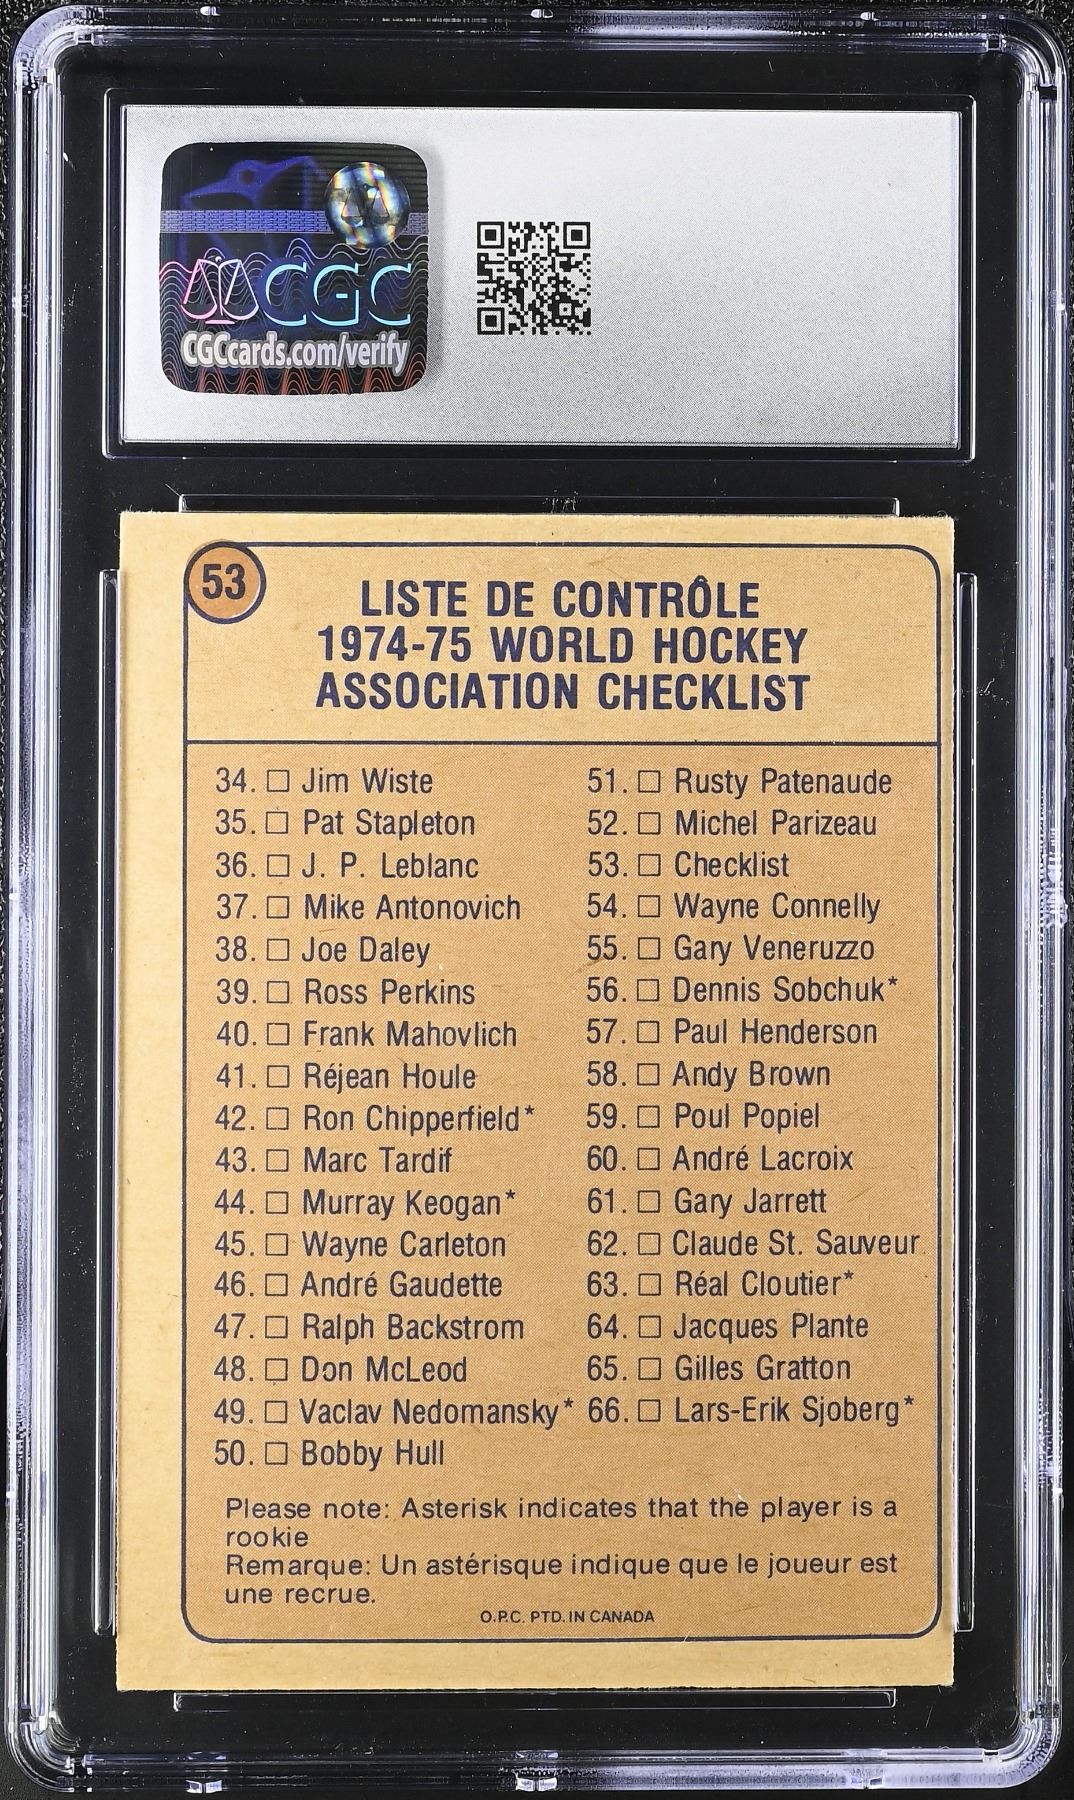 CGC
CGCcards.com/verify
53
LISTE DE CONTRÔLE
1974-75 WORLD HOCKEY
ASSOCIATION CHECKLIST
34. □ Jim Wiste
35. □ Pat Stapleton
36. □ J. P. Leblanc
37. □ Mike Antonovich
38. □ Joe Daley
39. □ Ross Perkins
40. □ Frank Mahovlich
41. □ Réjean Houle
42. □ Ron Chipperfield*
43. □ Marc Tardif
44. □ Murray Keogan*
45. □ Wayne Carleton
46. □ André Gaudette
47. □ Ralph Backstrom
48. □ Don McLeod
49. □ Vaclav Nedomansky*
50. □ Bobby Hull
51. □ Rusty Patenaude
52. □ Michel Parizeau
53. □ Checklist
54. □ Wayne Connelly
55. □ Gary Veneruzzo
56. □ Dennis Sobchuk*
57. □ Paul Henderson
58. □ Andy Brown
59. □ Poul Popiel
60. □ André Lacroix
61. □ Gary Jarrett
62. □ Claude St. Sauveur
63. □ Réal Cloutier*
64. □ Jacques Plante
65. □ Gilles Gratton
66. □ Lars-Erik Sjoberg*
Please note: Asterisk indicates that the player is a
rookie
Remarque: Un astérisque indique que le joueur est
une recrue.
O.P.C. PTD. IN CANADA